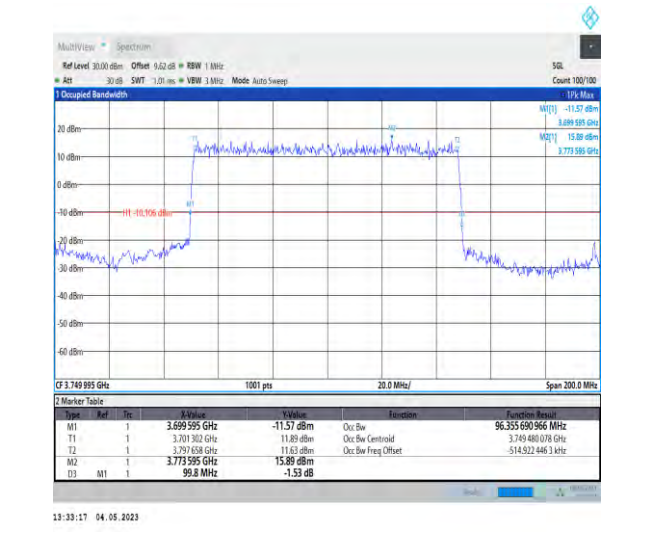 MultiView Spectrum
Ref Level 30.00 dBm Offset 9.62 dB RBW 1 MHz SGL
Att 30 dB SWT 1.01 ms VBW 3 MHz Mode Auto Sweep Count 100/100
1 Occupied Bandwidth 1Pk Max
M1[1] -11.57 dBm
3.699 595 GHz
M2[1] 15.89 dBm
3.773 595 GHz
20 dBm
10 dBm
0 dBm
-10 dBm
H1 -10.106 dBm
M1
-20 dBm
-30 dBm
-40 dBm
-50 dBm
-60 dBm
CF 3.749 995 GHz 1001 pts 20.0 MHz/ Span 200.0 MHz
2 Marker Table
Type Ref Trc X-Value Y-Value Function Function Result
M1 1 3.699 595 GHz -11.57 dBm Occ Bw 96.355 690 966 MHz
T1 1 3.701 302 GHz 11.89 dBm Occ Bw Centroid 3.749 480 078 GHz
T2 1 3.797 658 GHz 11.63 dBm Occ Bw Freq Offset -514.922 446 3 kHz
M2 1 3.773 595 GHz 15.89 dBm
D3 M1 1 99.8 MHz -1.53 dB
13:33:17 04.05.2023